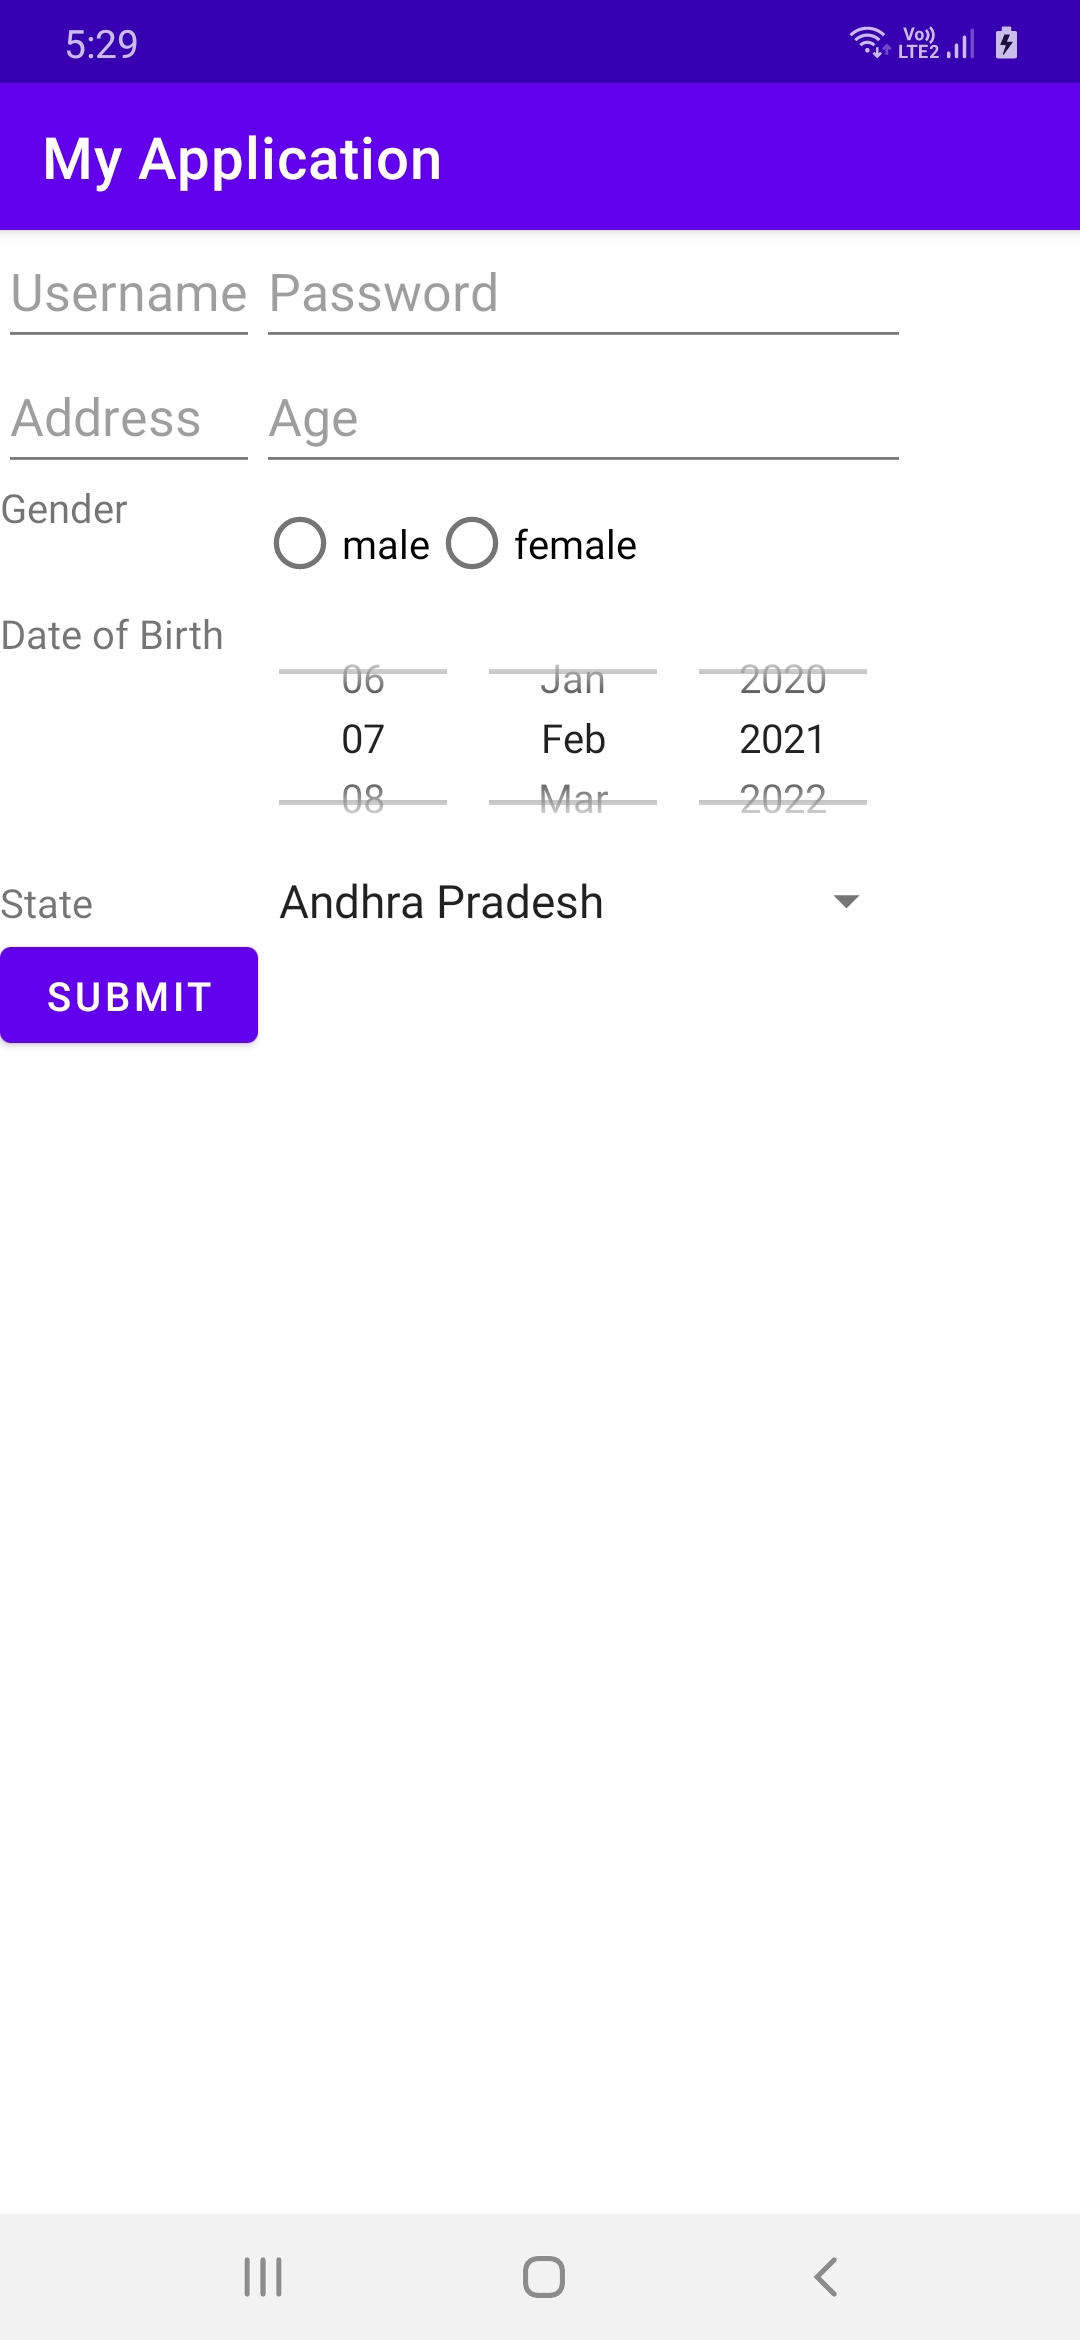 5:29 Vo)) LTE2
My Application
Username Password
Address Age
Gender
male female
Date of Birth
06 Jan 2020
07 Feb 2021
08 Mar 2022
State Andhra Pradesh
SUBMIT